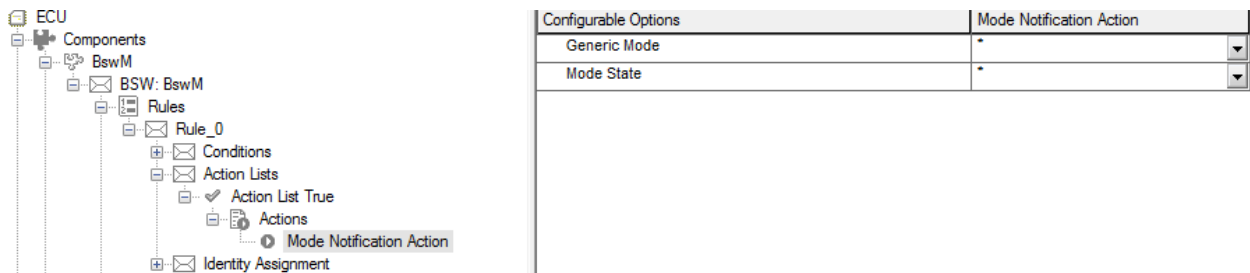 ECU
Components
BswM
BSW: BswM
Rules
Rule_0
Conditions
Action Lists
Action List True
Actions
Mode Notification Action
Identity Assignment
Configurable Options Mode Notification Action
Generic Mode *
Mode State *